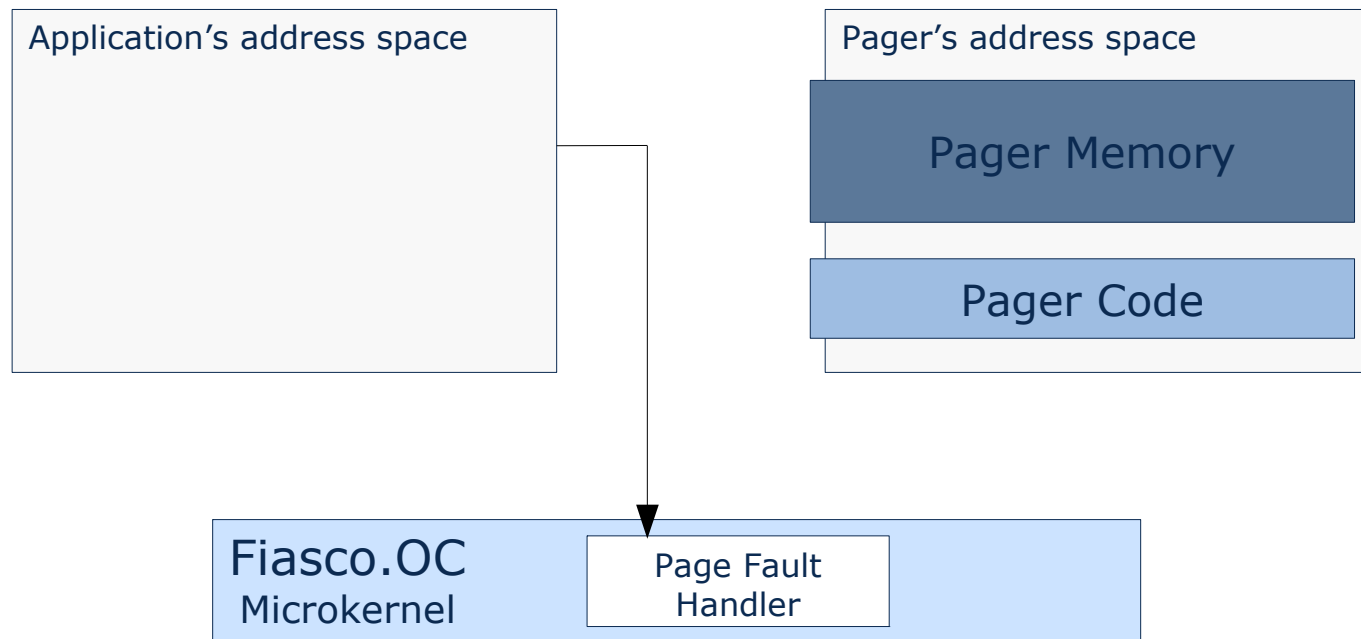 Application’s address space
Pager’s address space
Pager Memory
Pager Code
Fiasco.OC
Microkernel
Page Fault
Handler